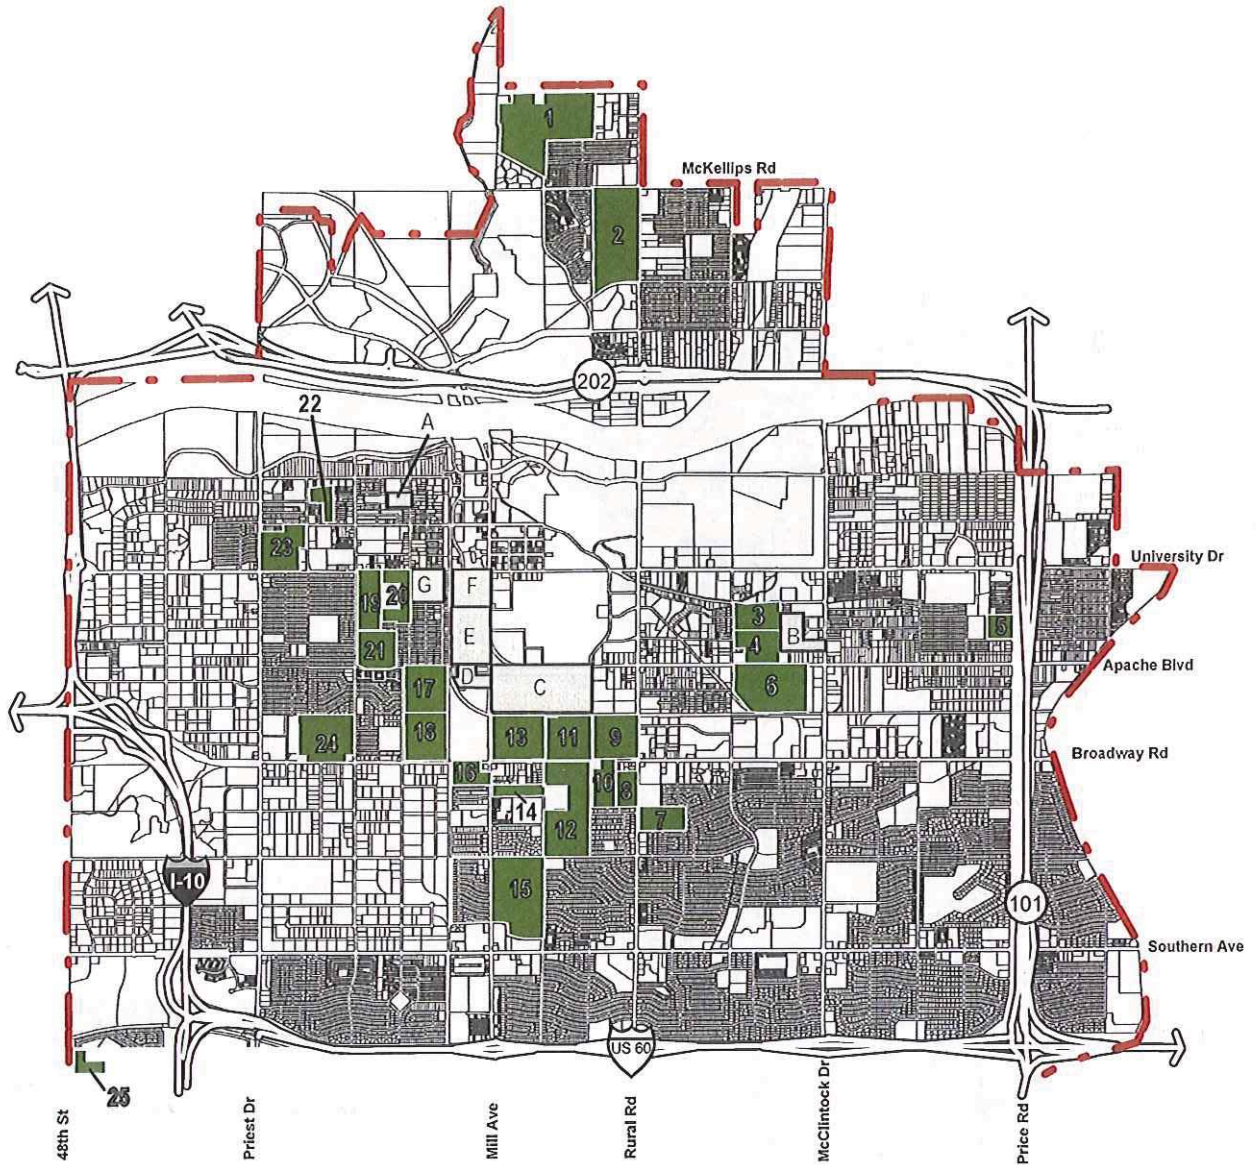 1
McKellips Rd
2
202
22
A
23
University Dr
G
F
19
20
3
5
E
4
B
21
Apache Blvd
D
17
C
6
24
18
13
11
9
Broadway Rd
16
10
8
14
7
12
I-10
15
101
Southern Ave
US 60
25
48th St
Priest Dr
Mill Ave
Rural Rd
McClintock Dr
Price Rd